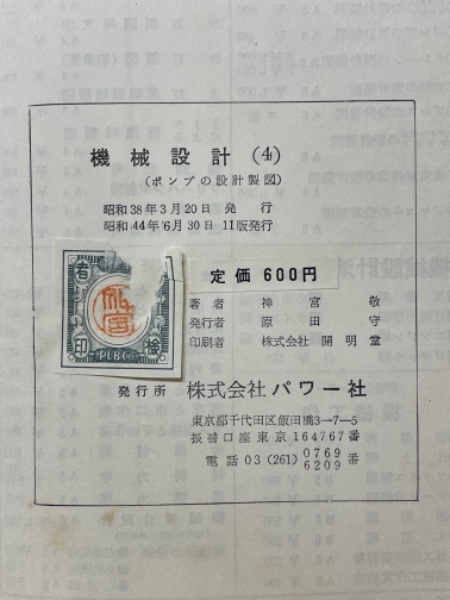 機械設計 (4)
(ポンプの設計製図)
昭和38年3月20日 発行
昭和44年6月30日 11版発行
定価 600円
著者 神宮 敬
発行者 原田 守
印刷者 株式会社 開明堂
者
印
検
PLB
発行所 株式会社 パワー社
東京都千代田区飯田橋3−7−5
振替口座東京164767番
電話 03 (261) 0769 番
6209